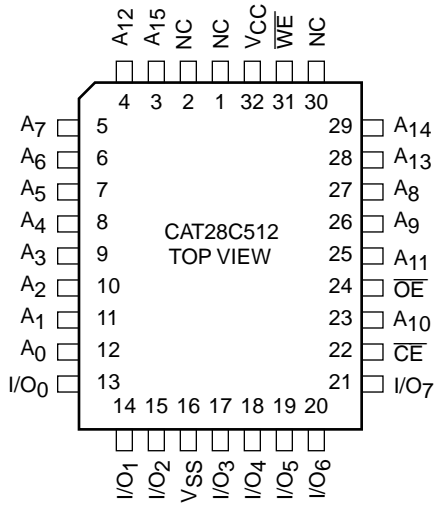 A12 A15 NC NC VCC W̅E̅ NC
4 3 2 1 32 31 30
A7 5 29 A14
A6 6 28 A13
A5 7 27 A8
A4 8 26 A9
A3 9 25 A11
A2 10 24 O̅E̅
A1 11 23 A10
A0 12 22 C̅E̅
I/O0 13 21 I/O7
CAT28C512
TOP VIEW
14 15 16 17 18 19 20
I/O1 I/O2 VSS I/O3 I/O4 I/O5 I/O6